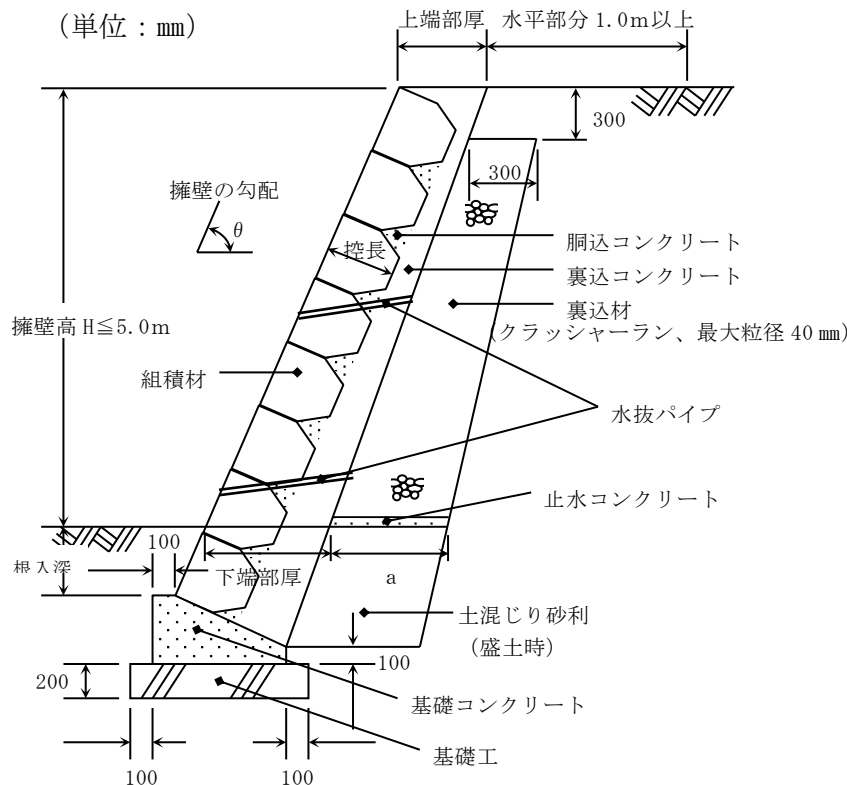 (単位：㎜)
上端部厚 水平部分 1.0m以上
300
300
擁壁の勾配
θ
控長
胴込コンクリート
裏込コンクリート
裏込材
(クラッシャーラン、最大粒径 40 ㎜)
擁壁高 H≦5.0m
組積材
水抜パイプ
止水コンクリート
100
根入深
下端部厚
a
土混じり砂利
(盛土時)
100
200
基礎コンクリート
基礎工
100
100